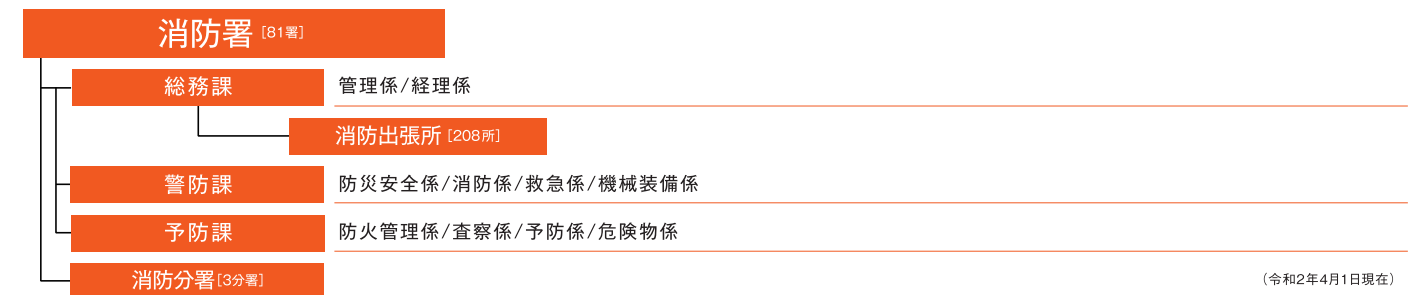 消防署 [81署]
総務課 管理係/経理係
消防出張所 [208所]
警防課 防災安全係/消防係/救急係/機械装備係
予防課 防火管理係/査察係/予防係/危険物係
消防分署[3分署]
（令和2年4月1日現在）